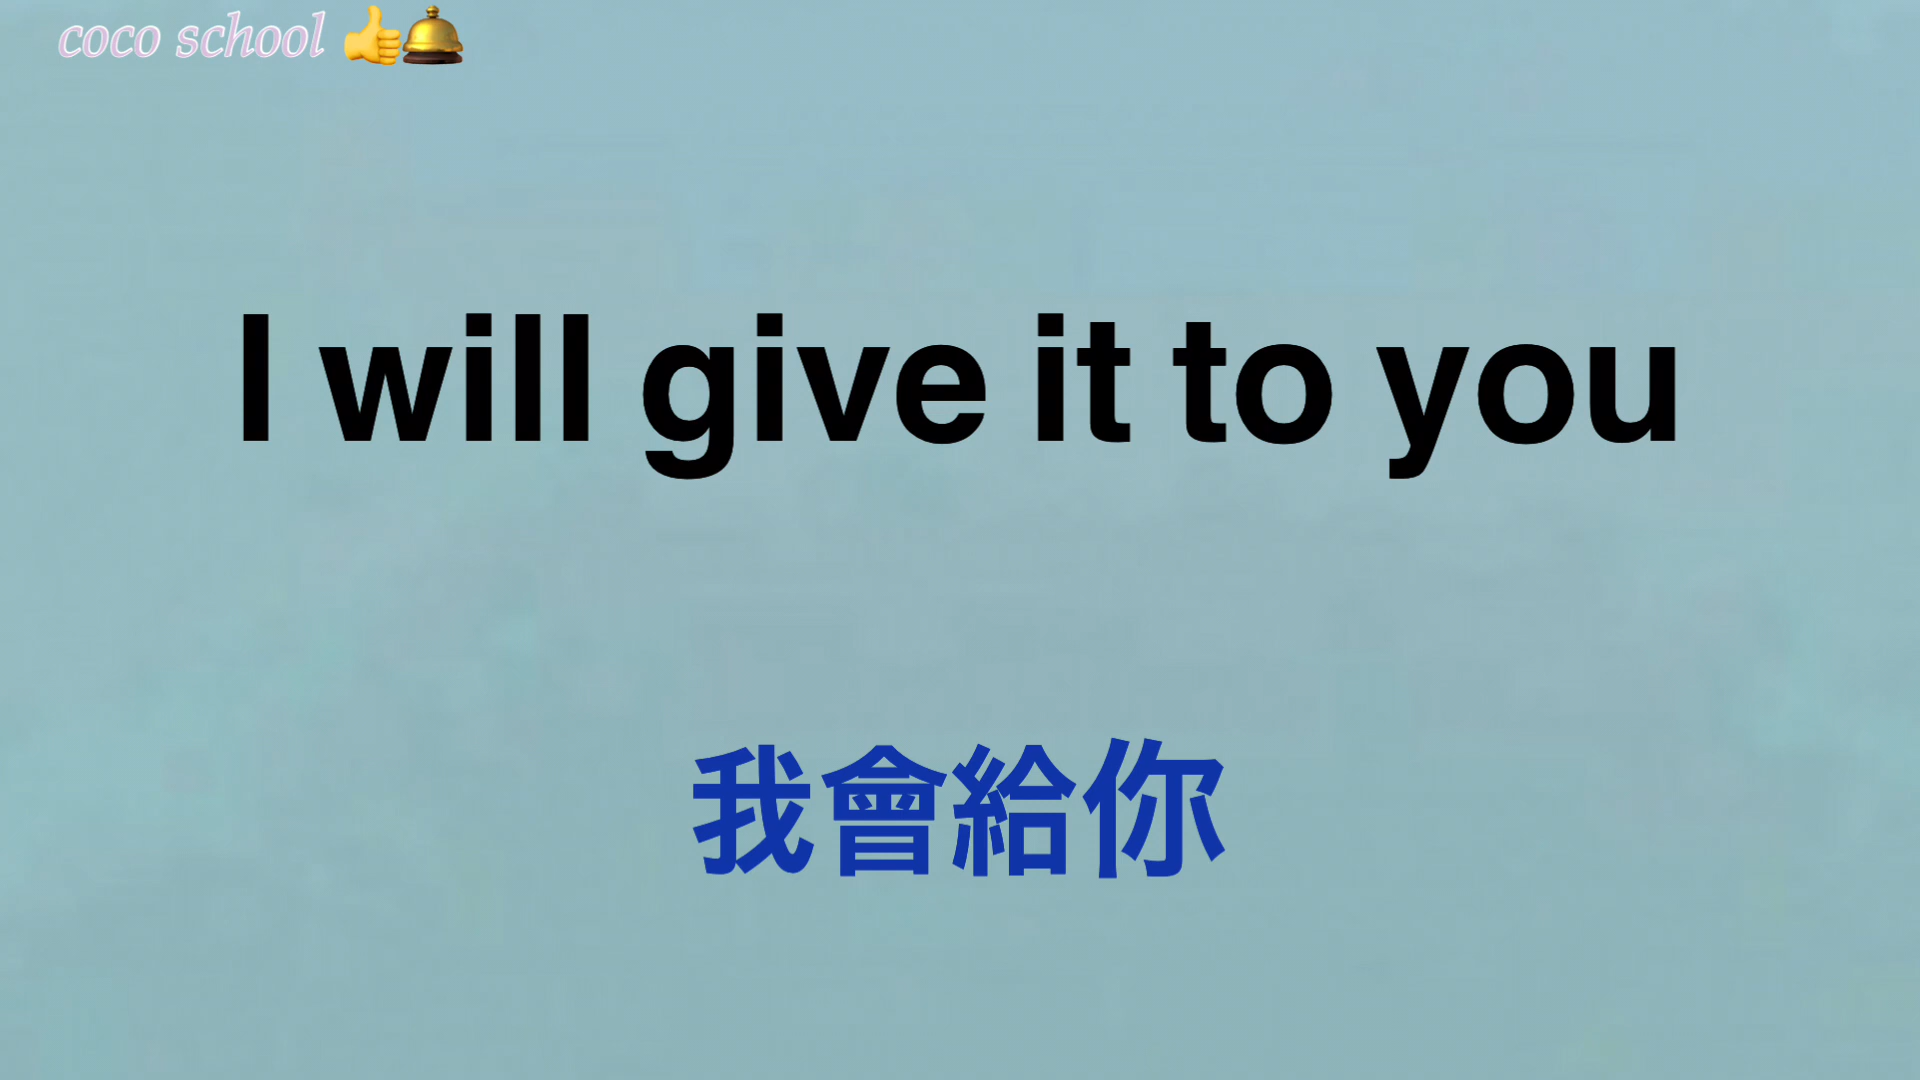 coco school 👍🛎️
I will give it to you
我會給你